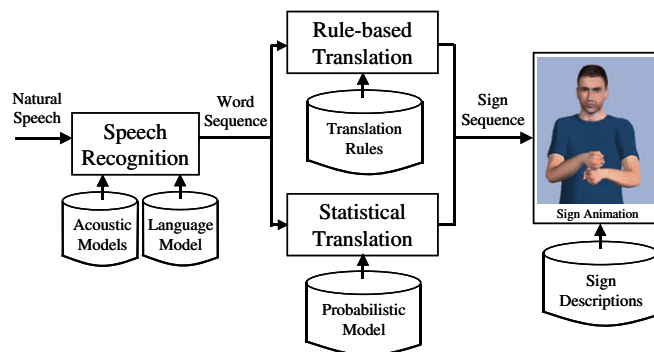 Natural
Speech
Speech
Recognition
Acoustic
Models
Language
Model
Word
Sequence
Rule-based
Translation
Translation
Rules
Statistical
Translation
Probabilistic
Model
Sign
Sequence
Sign Animation
Sign
Descriptions